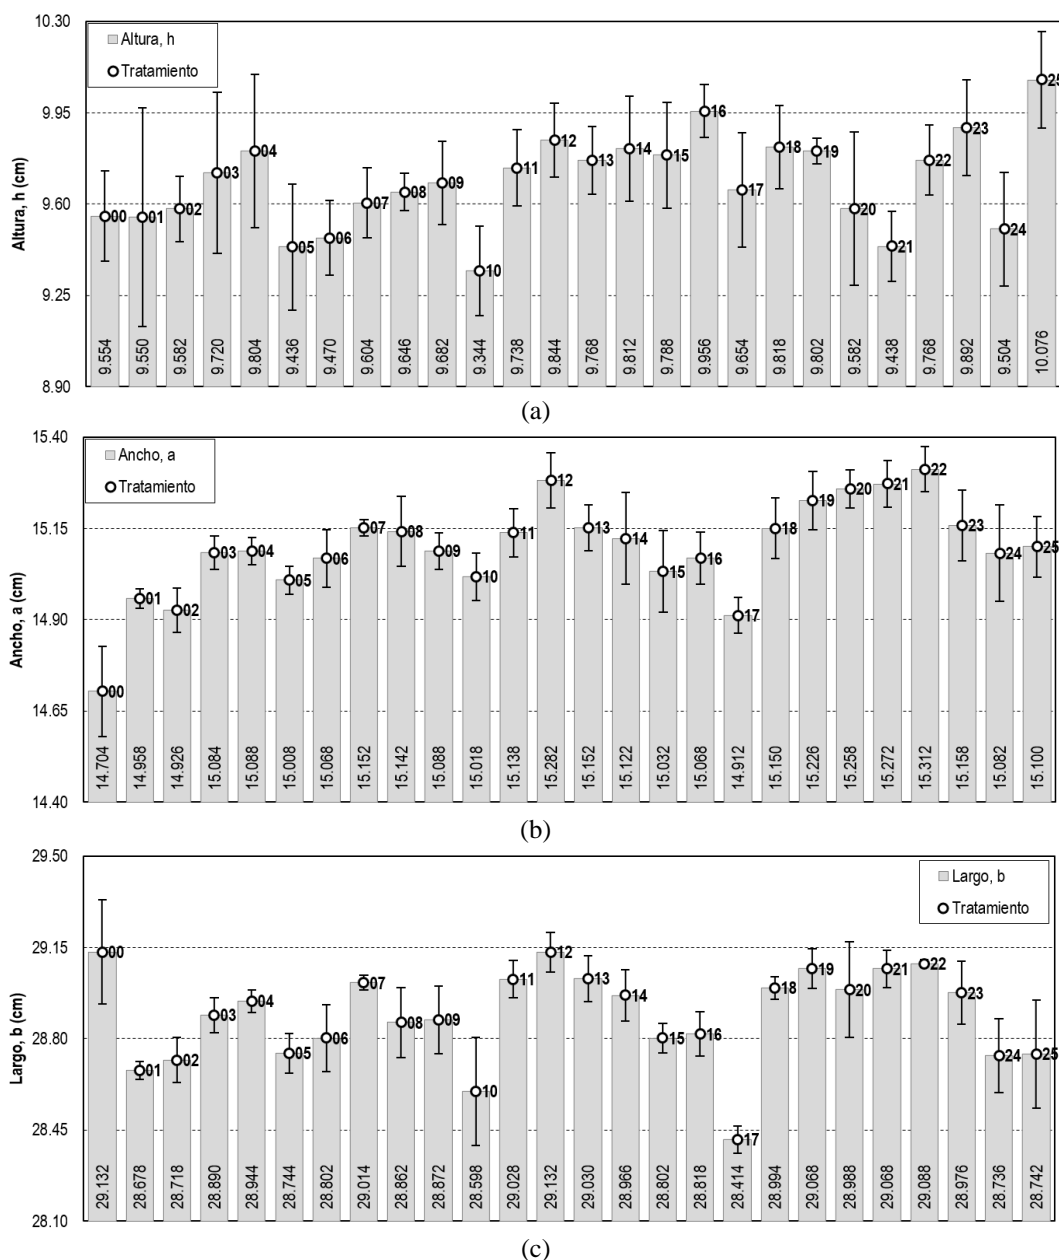 10.30
Altura, h
Tratamiento
9.95
9.60
9.25
8.90
Altura, h (cm)
00 01 02 03 04 05 06 07 08 09 10 11 12 13 14 15 16 17 18 19 20 21 22 23 24 25
9.554 9.550 9.582 9.720 9.804 9.436 9.470 9.604 9.646 9.682 9.344 9.738 9.844 9.768 9.812 9.788 9.956 9.654 9.818 9.802 9.582 9.438 9.768 9.892 9.504 10.076
(a)
15.40
Ancho, a
Tratamiento
15.15
14.90
14.65
14.40
Ancho, a (cm)
00 01 02 03 04 05 06 07 08 09 10 11 12 13 14 15 16 17 18 19 20 21 22 23 24 25
14.704 14.958 14.926 15.084 15.088 15.008 15.068 15.152 15.142 15.088 15.018 15.138 15.282 15.152 15.122 15.032 15.068 14.912 15.150 15.226 15.258 15.272 15.312 15.158 15.082 15.100
(b)
29.50
Largo, b
Tratamiento
29.15
28.80
28.45
28.10
Largo, b (cm)
00 01 02 03 04 05 06 07 08 09 10 11 12 13 14 15 16 17 18 19 20 21 22 23 24 25
29.132 28.678 28.718 28.890 28.944 28.744 28.802 29.014 28.862 28.872 28.598 29.028 29.132 29.030 28.966 28.802 28.818 28.414 28.994 29.068 28.988 29.068 29.088 28.976 28.736 28.742
(c)